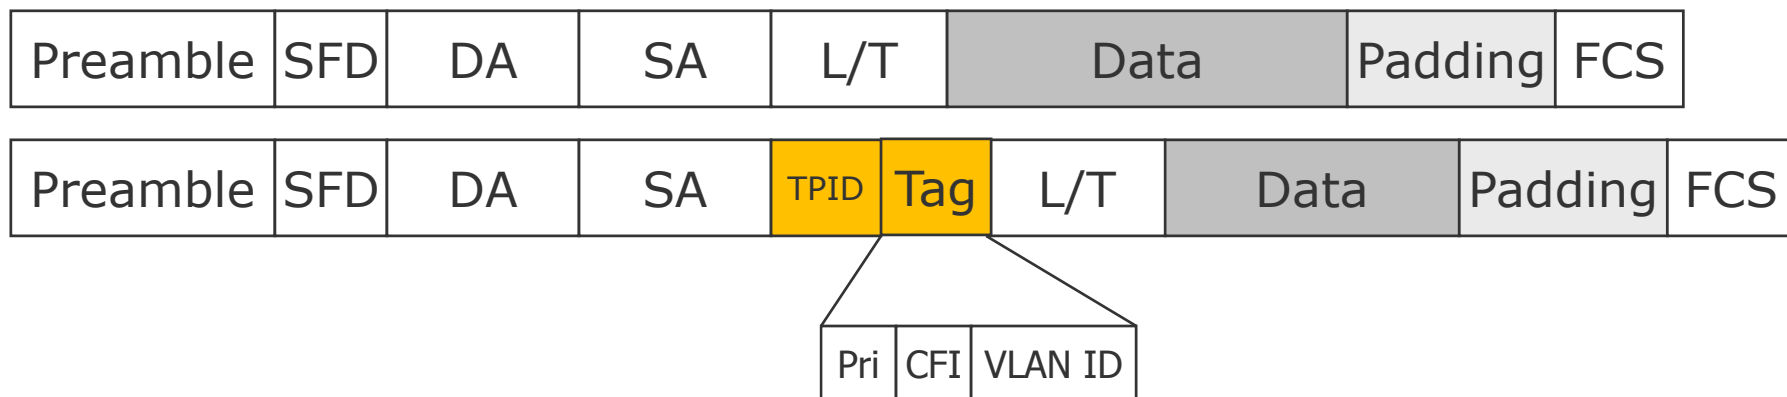 Preamble SFD DA SA L/T Data Padding FCS
Preamble SFD DA SA TPID Tag L/T Data Padding FCS
Pri CFI VLAN ID